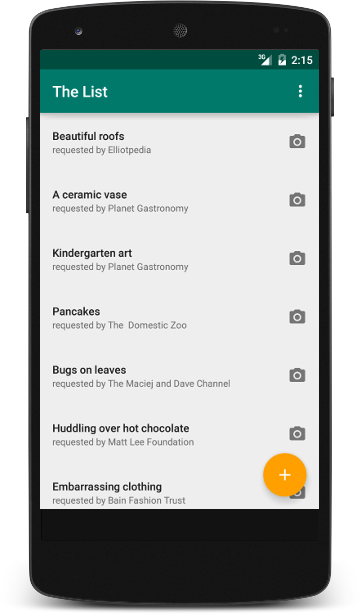 3G 2:15
The List
Beautiful roofs
requested by Elliotpedia
A ceramic vase
requested by Planet Gastronomy
Kindergarten art
requested by Planet Gastronomy
Pancakes
requested by The Domestic Zoo
Bugs on leaves
requested by The Maciej and Dave Channel
Huddling over hot chocolate
requested by Matt Lee Foundation
Embarrassing clothing
requested by Bain Fashion Trust